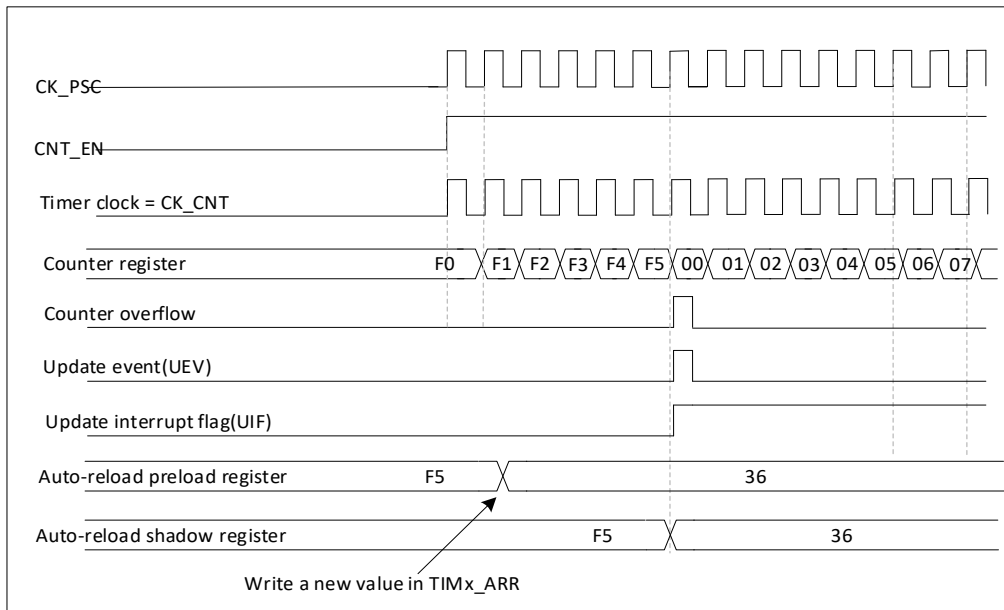 CK_PSC
CNT_EN
Timer clock = CK_CNT
Counter register F0 F1 F2 F3 F4 F5 00 01 02 03 04 05 06 07
Counter overflow
Update event(UEV)
Update interrupt flag(UIF)
Auto-reload preload register F5 36
Auto-reload shadow register F5 36
Write a new value in TIMx_ARR